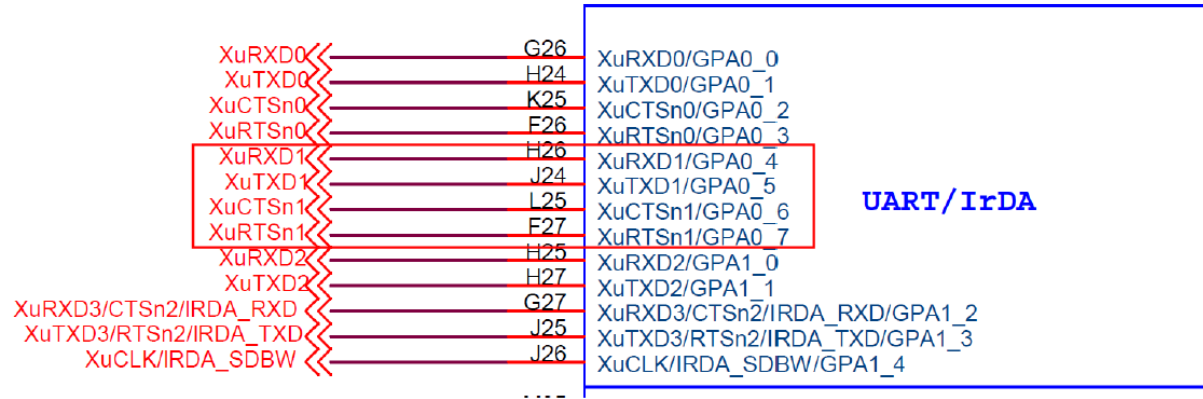 XuRXD0 G26 XuRXD0/GPA0_0
XuTXD0 H24 XuTXD0/GPA0_1
XuCTSn0 K25 XuCTSn0/GPA0_2
XuRTSn0 F26 XuRTSn0/GPA0_3
XuRXD1 H26 XuRXD1/GPA0_4
XuTXD1 J24 XuTXD1/GPA0_5
XuCTSn1 L25 XuCTSn1/GPA0_6
UART/IrDA
XuRTSn1 F27 XuRTSn1/GPA0_7
XuRXD2 H25 XuRXD2/GPA1_0
XuTXD2 H27 XuTXD2/GPA1_1
XuRXD3/CTSn2/IRDA_RXD G27 XuRXD3/CTSn2/IRDA_RXD/GPA1_2
XuTXD3/RTSn2/IRDA_TXD J25 XuTXD3/RTSn2/IRDA_TXD/GPA1_3
XuCLK/IRDA_SDBW J26 XuCLK/IRDA_SDBW/GPA1_4